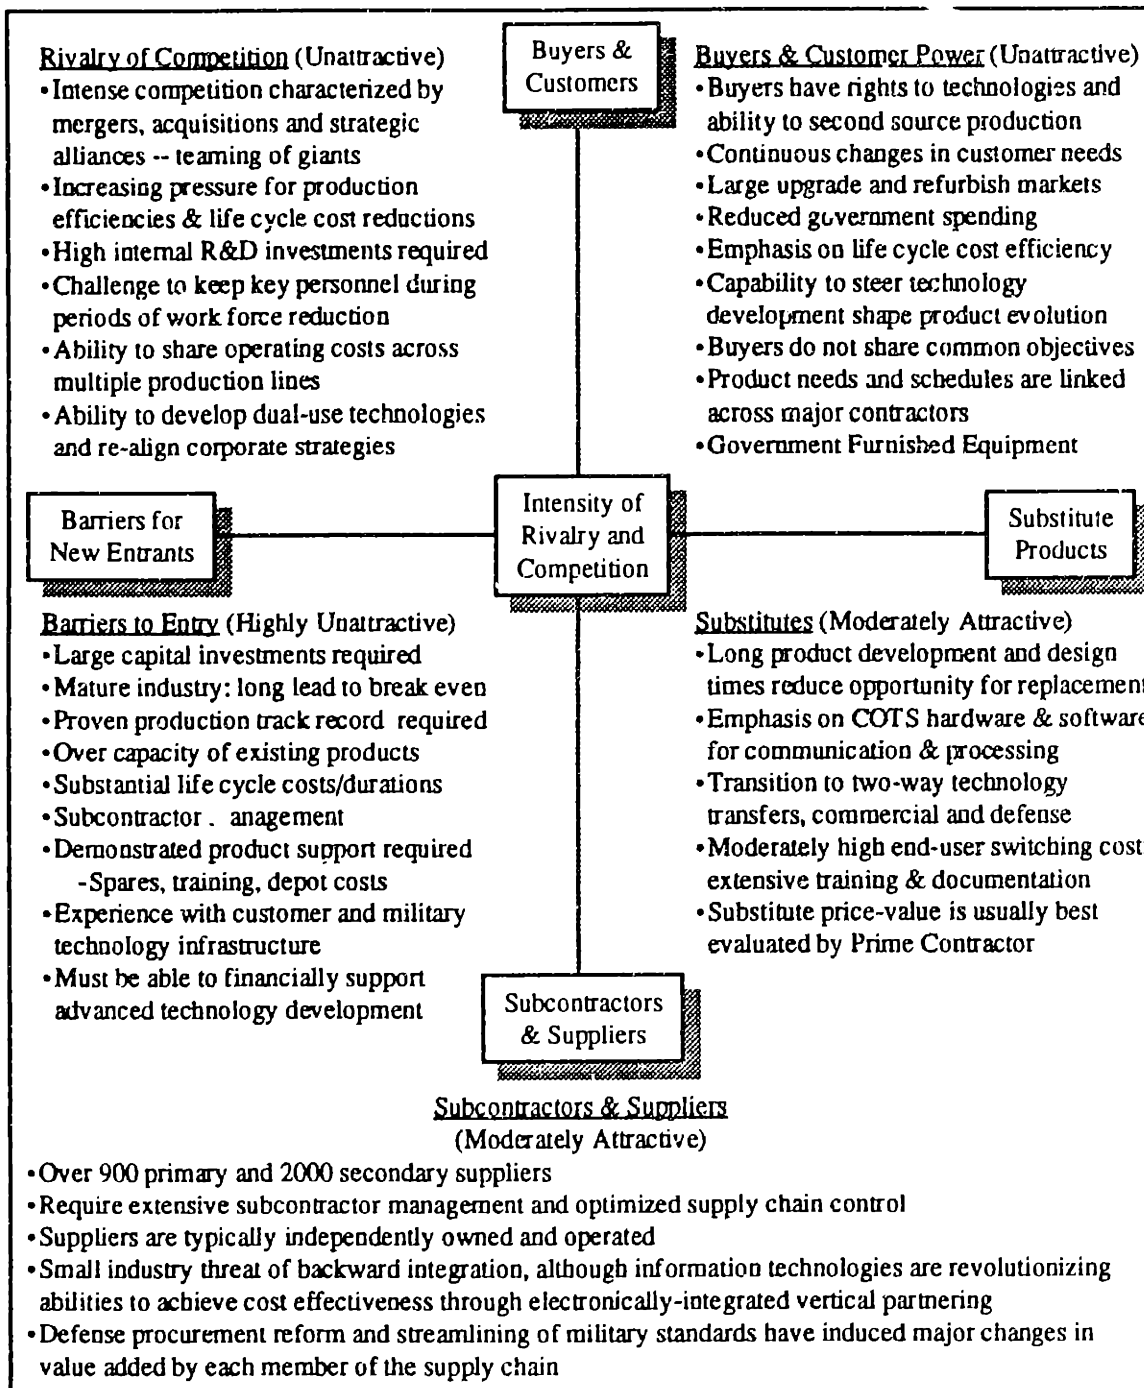 Rivalry of Competition (Unattractive)
•Intense competition characterized by
mergers, acquisitions and strategic
alliances -- teaming of giants
•Increasing pressure for production
efficiencies & life cycle cost reductions
•High internal R&D investments required
•Challenge to keep key personnel during
periods of work force reduction
•Ability to share operating costs across
multiple production lines
•Ability to develop dual-use technologies
and re-align corporate strategies
Buyers &
Customers
Buyers & Customer Power (Unattractive)
•Buyers have rights to technologies and
ability to second source production
•Continuous changes in customer needs
•Large upgrade and refurbish markets
•Reduced government spending
•Emphasis on life cycle cost efficiency
•Capability to steer technology
development shape product evolution
•Buyers do not share common objectives
•Product needs and schedules are linked
across major contractors
•Government Furnished Equipment
Barriers for
New Entrants
Intensity of
Rivalry and
Competition
Substitute
Products
Barriers to Entry (Highly Unattractive)
•Large capital investments required
•Mature industry: long lead to break even
•Proven production track record required
•Over capacity of existing products
•Substantial life cycle costs/durations
•Subcontractor . anagement
•Demonstrated product support required
-Spares, training, depot costs
•Experience with customer and military
technology infrastructure
•Must be able to financially support
advanced technology development
Substitutes (Moderately Attractive)
•Long product development and design
times reduce opportunity for replacement
•Emphasis on COTS hardware & software
for communication & processing
•Transition to two-way technology
transfers, commercial and defense
•Moderately high end-user switching cost
extensive training & documentation
•Substitute price-value is usually best
evaluated by Prime Contractor
Subcontractors
& Suppliers
Subcontractors & Suppliers
(Moderately Attractive)
•Over 900 primary and 2000 secondary suppliers
•Require extensive subcontractor management and optimized supply chain control
•Suppliers are typically independently owned and operated
•Small industry threat of backward integration, although information technologies are revolutionizing
abilities to achieve cost effectiveness through electronically-integrated vertical partnering
•Defense procurement reform and streamlining of military standards have induced major changes in
value added by each member of the supply chain